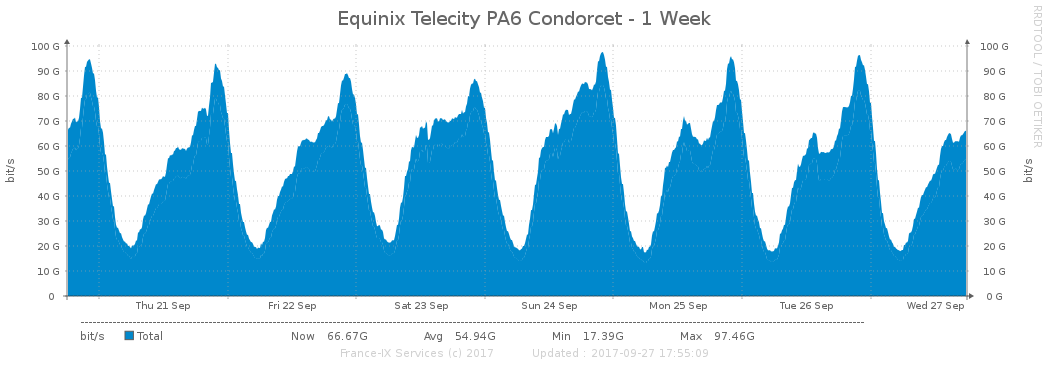 Equinix Telecity PA6 Condorcet - 1 Week
RRDTOOL / TOBI OETIKER
bit/s
100 G
90 G
80 G
70 G
60 G
50 G
40 G
30 G
20 G
10 G
0
100 G
90 G
80 G
70 G
60 G
50 G
40 G
30 G
20 G
10 G
0 G
bit/s
Thu 21 Sep Fri 22 Sep Sat 23 Sep Sun 24 Sep Mon 25 Sep Tue 26 Sep Wed 27 Sep
bit/s Total Now 66.67G Avg 54.94G Min 17.39G Max 97.46G
France-IX Services (c) 2017 Updated : 2017-09-27 17:55:09